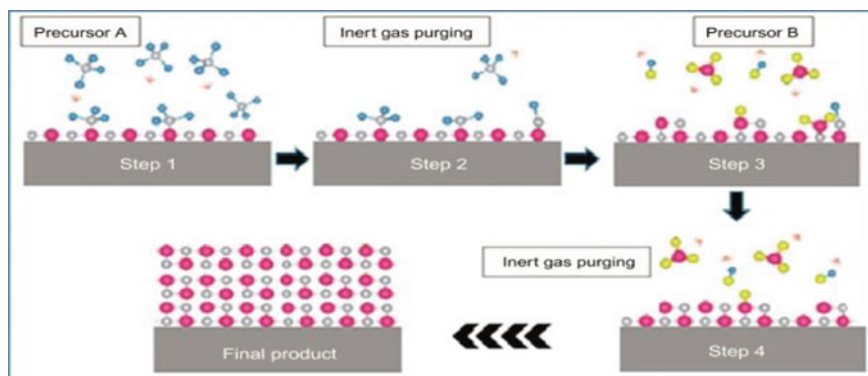 Precursor A
Inert gas purging
Precursor B
Step 1
Step 2
Step 3
Inert gas purging
Final product
Step 4